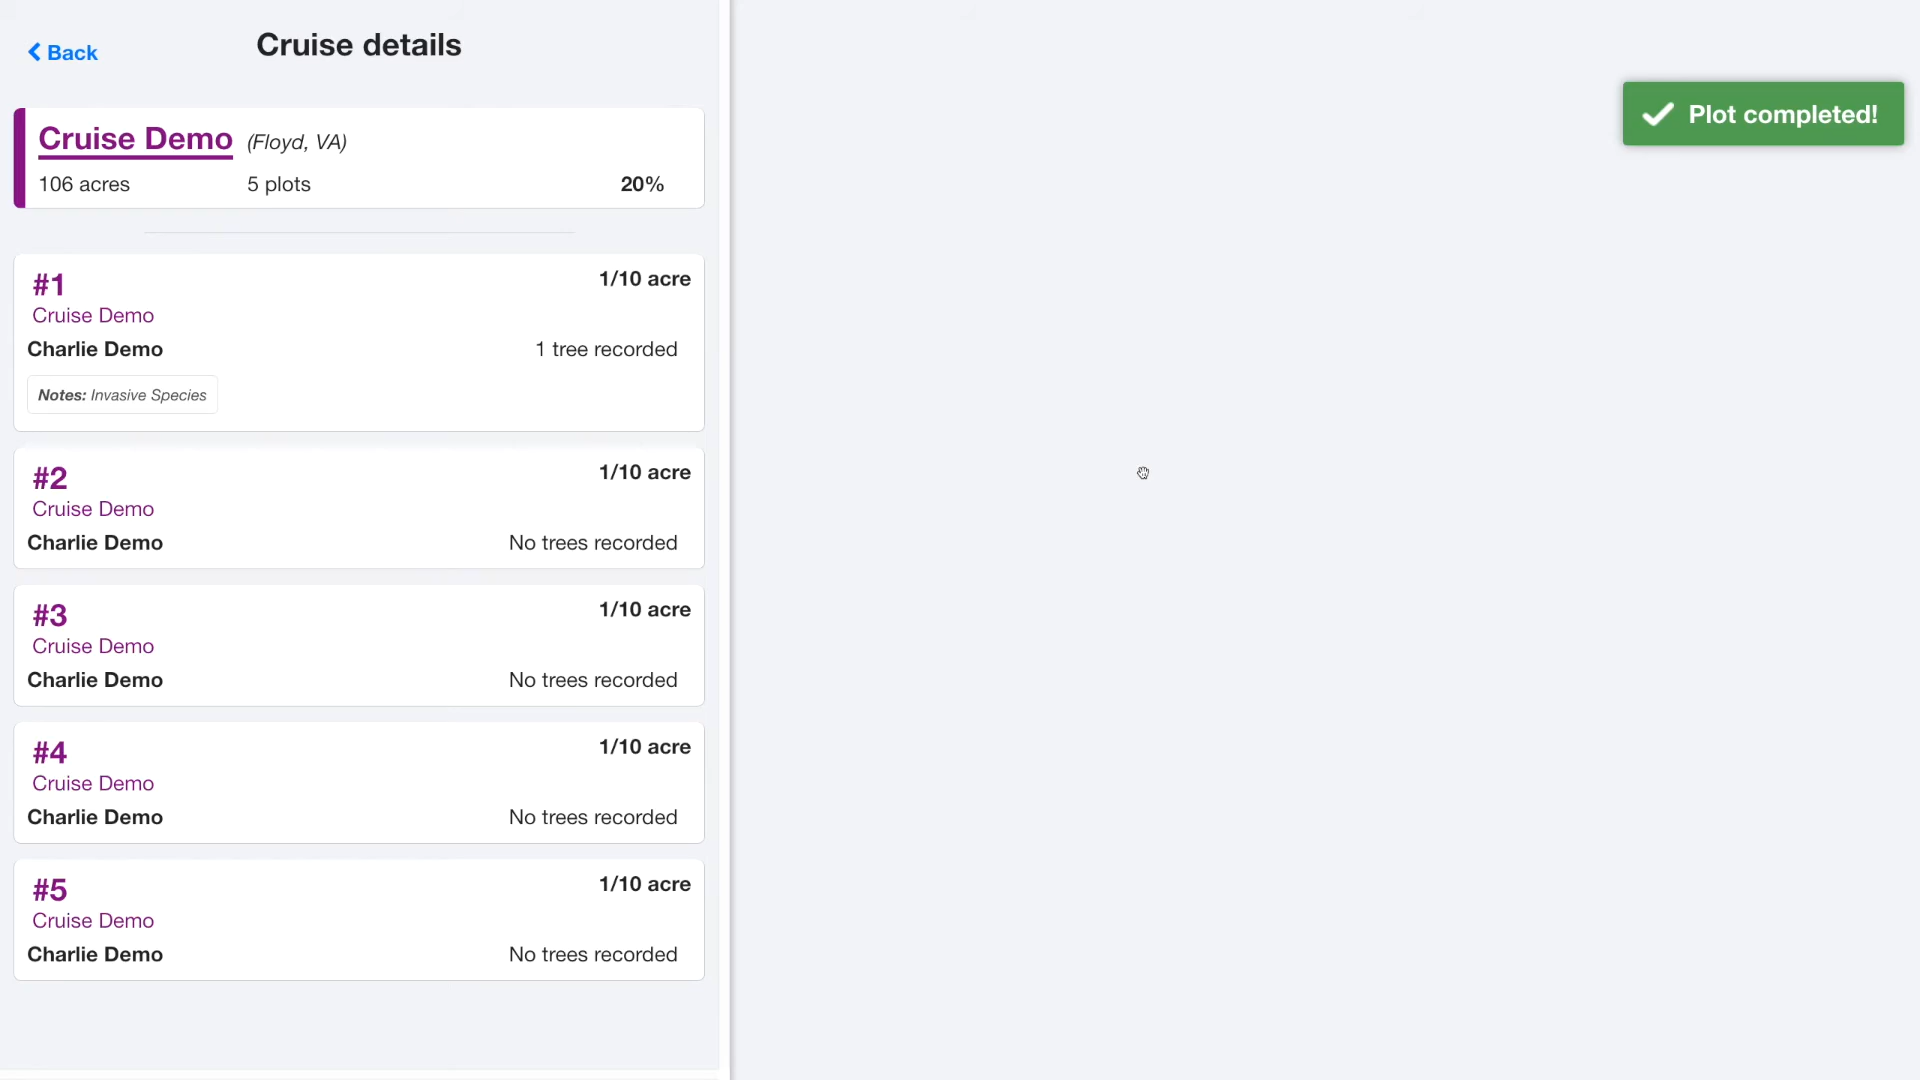 Back
Cruise details
Plot completed!
Cruise Demo (Floyd, VA)
106 acres 5 plots 20%
#1 1/10 acre
Cruise Demo
Charlie Demo 1 tree recorded
Notes: Invasive Species
#2 1/10 acre
Cruise Demo
Charlie Demo No trees recorded
#3 1/10 acre
Cruise Demo
Charlie Demo No trees recorded
#4 1/10 acre
Cruise Demo
Charlie Demo No trees recorded
#5 1/10 acre
Cruise Demo
Charlie Demo No trees recorded